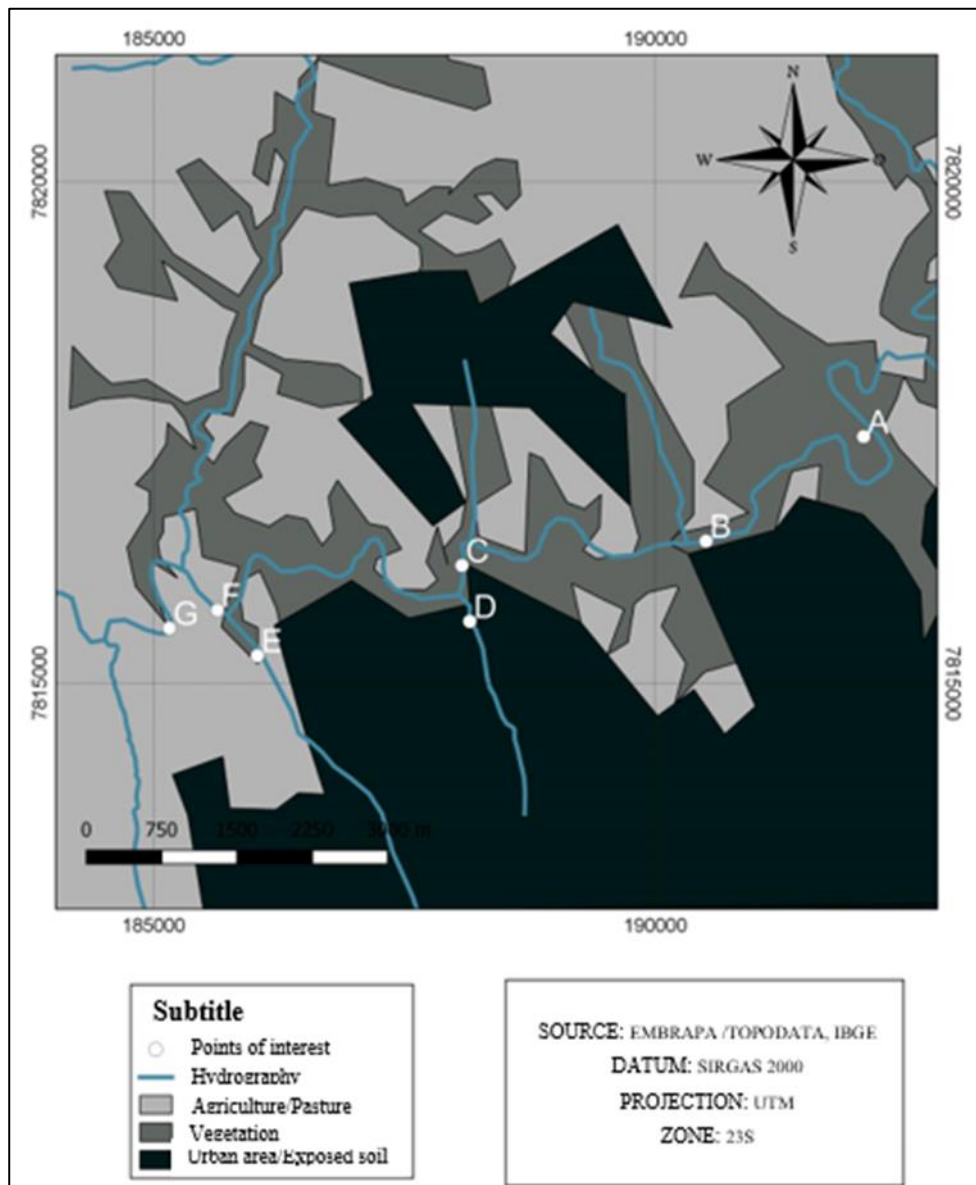 185000
190000
N
W
S
7820000
7820000
A
B
C
D
F
G
E
7815000
7815000
0
750
1500
2250
3000 m
185000
190000
Subtitle
Points of interest
Hydrography
Agriculture/Pasture
Vegetation
Urban area/Exposed soil
SOURCE: EMBRAPA /TOPODATA, IBGE
DATUM: SIRGAS 2000
PROJECTION: UTM
ZONE: 23S